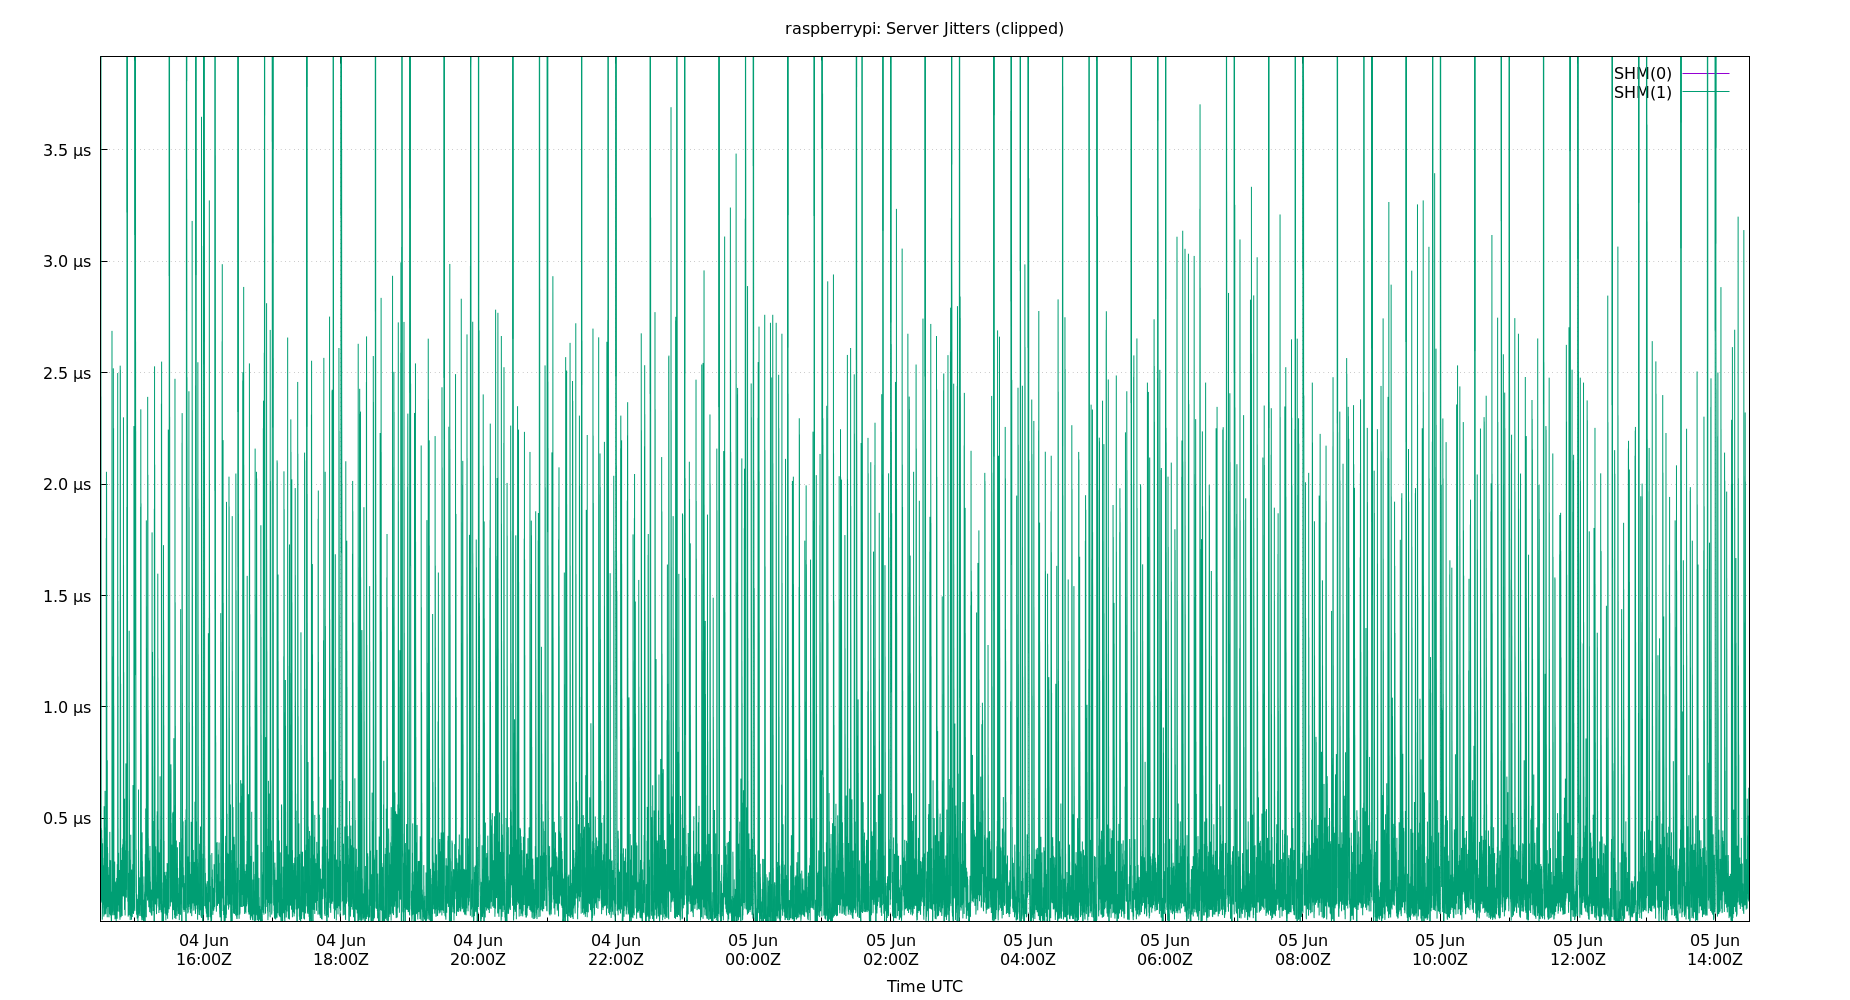 raspberrypi: Server Jitters (clipped)
SHM(0)
SHM(1)
3.5 µs
3.0 µs
2.5 µs
2.0 µs
1.5 µs
1.0 µs
0.5 µs
04 Jun 04 Jun 04 Jun 04 Jun 05 Jun 05 Jun 05 Jun 05 Jun 05 Jun 05 Jun 05 Jun 05 Jun
16:00Z 18:00Z 20:00Z 22:00Z 00:00Z 02:00Z 04:00Z 06:00Z 08:00Z 10:00Z 12:00Z 14:00Z
Time UTC